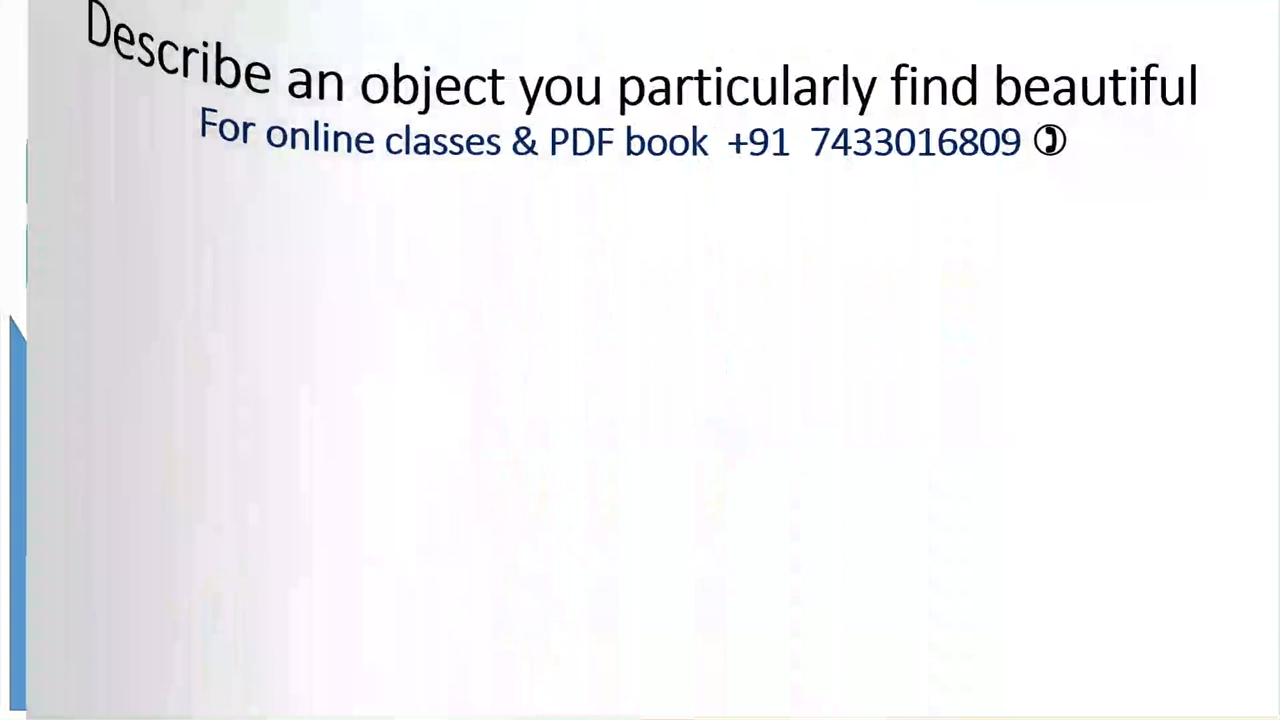 Describe an object you particularly find beautiful
For online classes & PDF book +91 7433016809 ✆